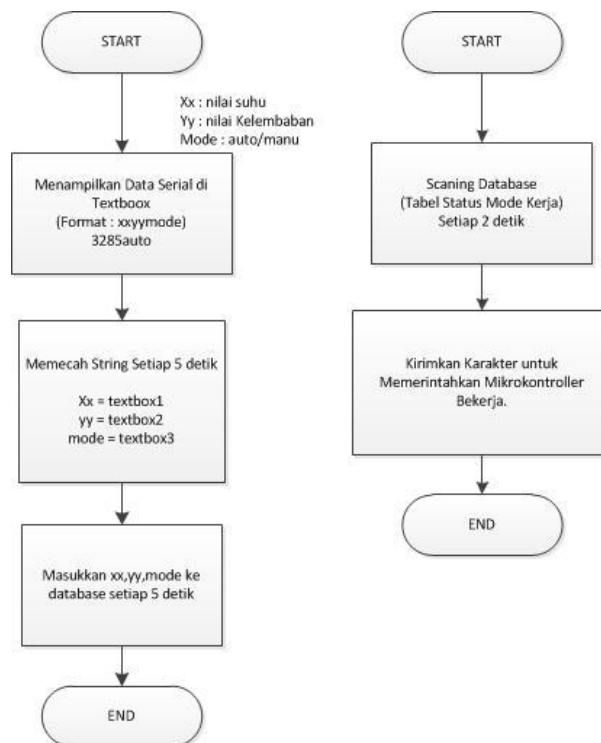 START
Xx : nilai suhu
Yy : nilai Kelembaban
Mode : auto/manu
Menampilkan Data Serial di
Textboox
(Format : xxyymode)
3285auto
Memecah String Setiap 5 detik
Xx = textbox1
yy = textbox2
mode = textbox3
Masukkan xx,yy,mode ke
database setiap 5 detik
END
START
Scaning Database
(Tabel Status Mode Kerja)
Setiap 2 detik
Kirimkan Karakter untuk
Memerintahkan Mikrokontroller
Bekerja.
END